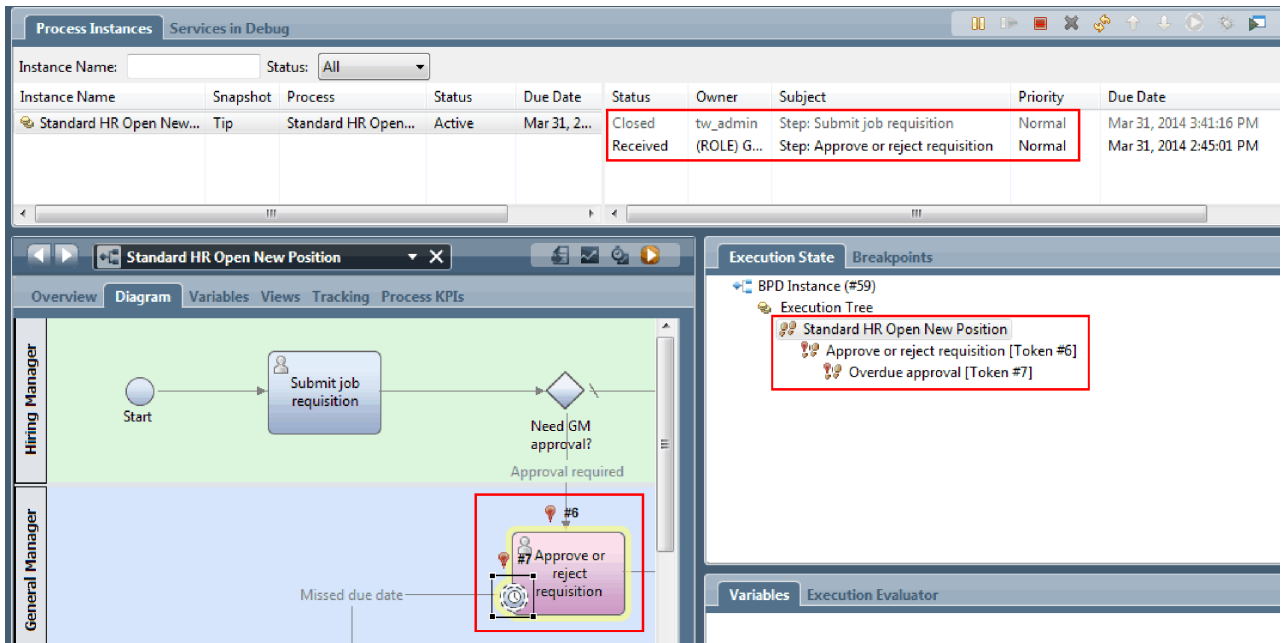 Process Instances Services in Debug
Instance Name: Status: All
Instance Name Snapshot Process Status Due Date Status Owner Subject Priority Due Date
Standard HR Open New... Tip Standard HR Open... Active Mar 31, 2... Closed tw_admin Step: Submit job requisition Normal Mar 31, 2014 3:41:16 PM
Received (ROLE) G... Step: Approve or reject requisition Normal Mar 31, 2014 2:45:01 PM
Standard HR Open New Position
Overview Diagram Variables Views Tracking Process KPIs
Hiring Manager
Start
Submit job
requisition
Need GM
approval?
Approval required
General Manager
#6
#7 Approve or
reject
requisition
Missed due date
Execution State Breakpoints
BPD Instance (#59)
Execution Tree
Standard HR Open New Position
Approve or reject requisition [Token #6]
Overdue approval [Token #7]
Variables Execution Evaluator